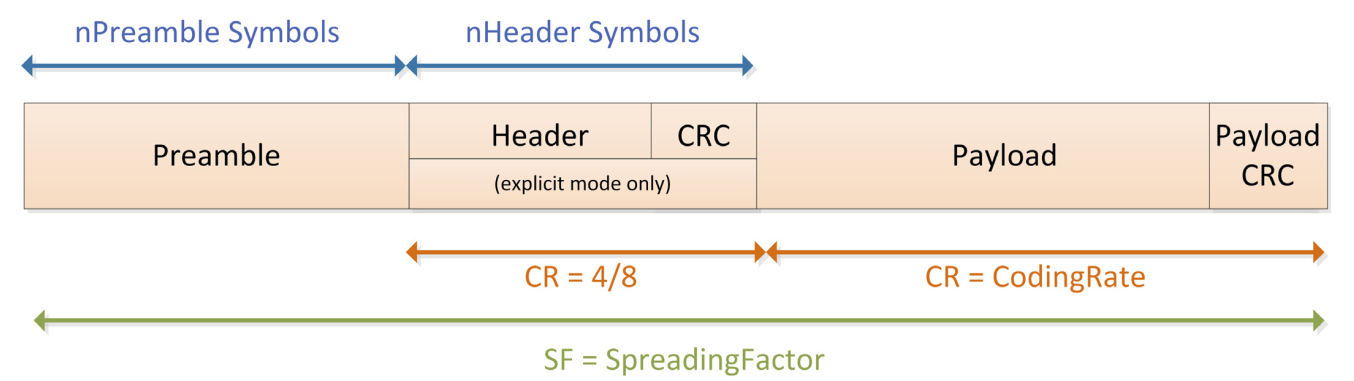 nPreamble Symbols
nHeader Symbols
Preamble
Header
CRC
(explicit mode only)
Payload
Payload
CRC
CR = 4/8
CR = CodingRate
SF = SpreadingFactor